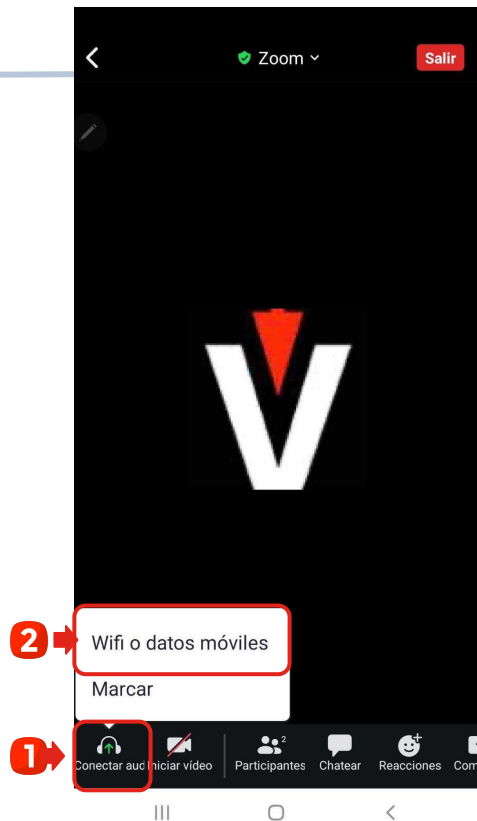 Zoom
Salir
V
2
Wifi o datos móviles
Marcar
1
Conectar aud
Iniciar vídeo
2
Participantes
Chatear
Reacciones
Com